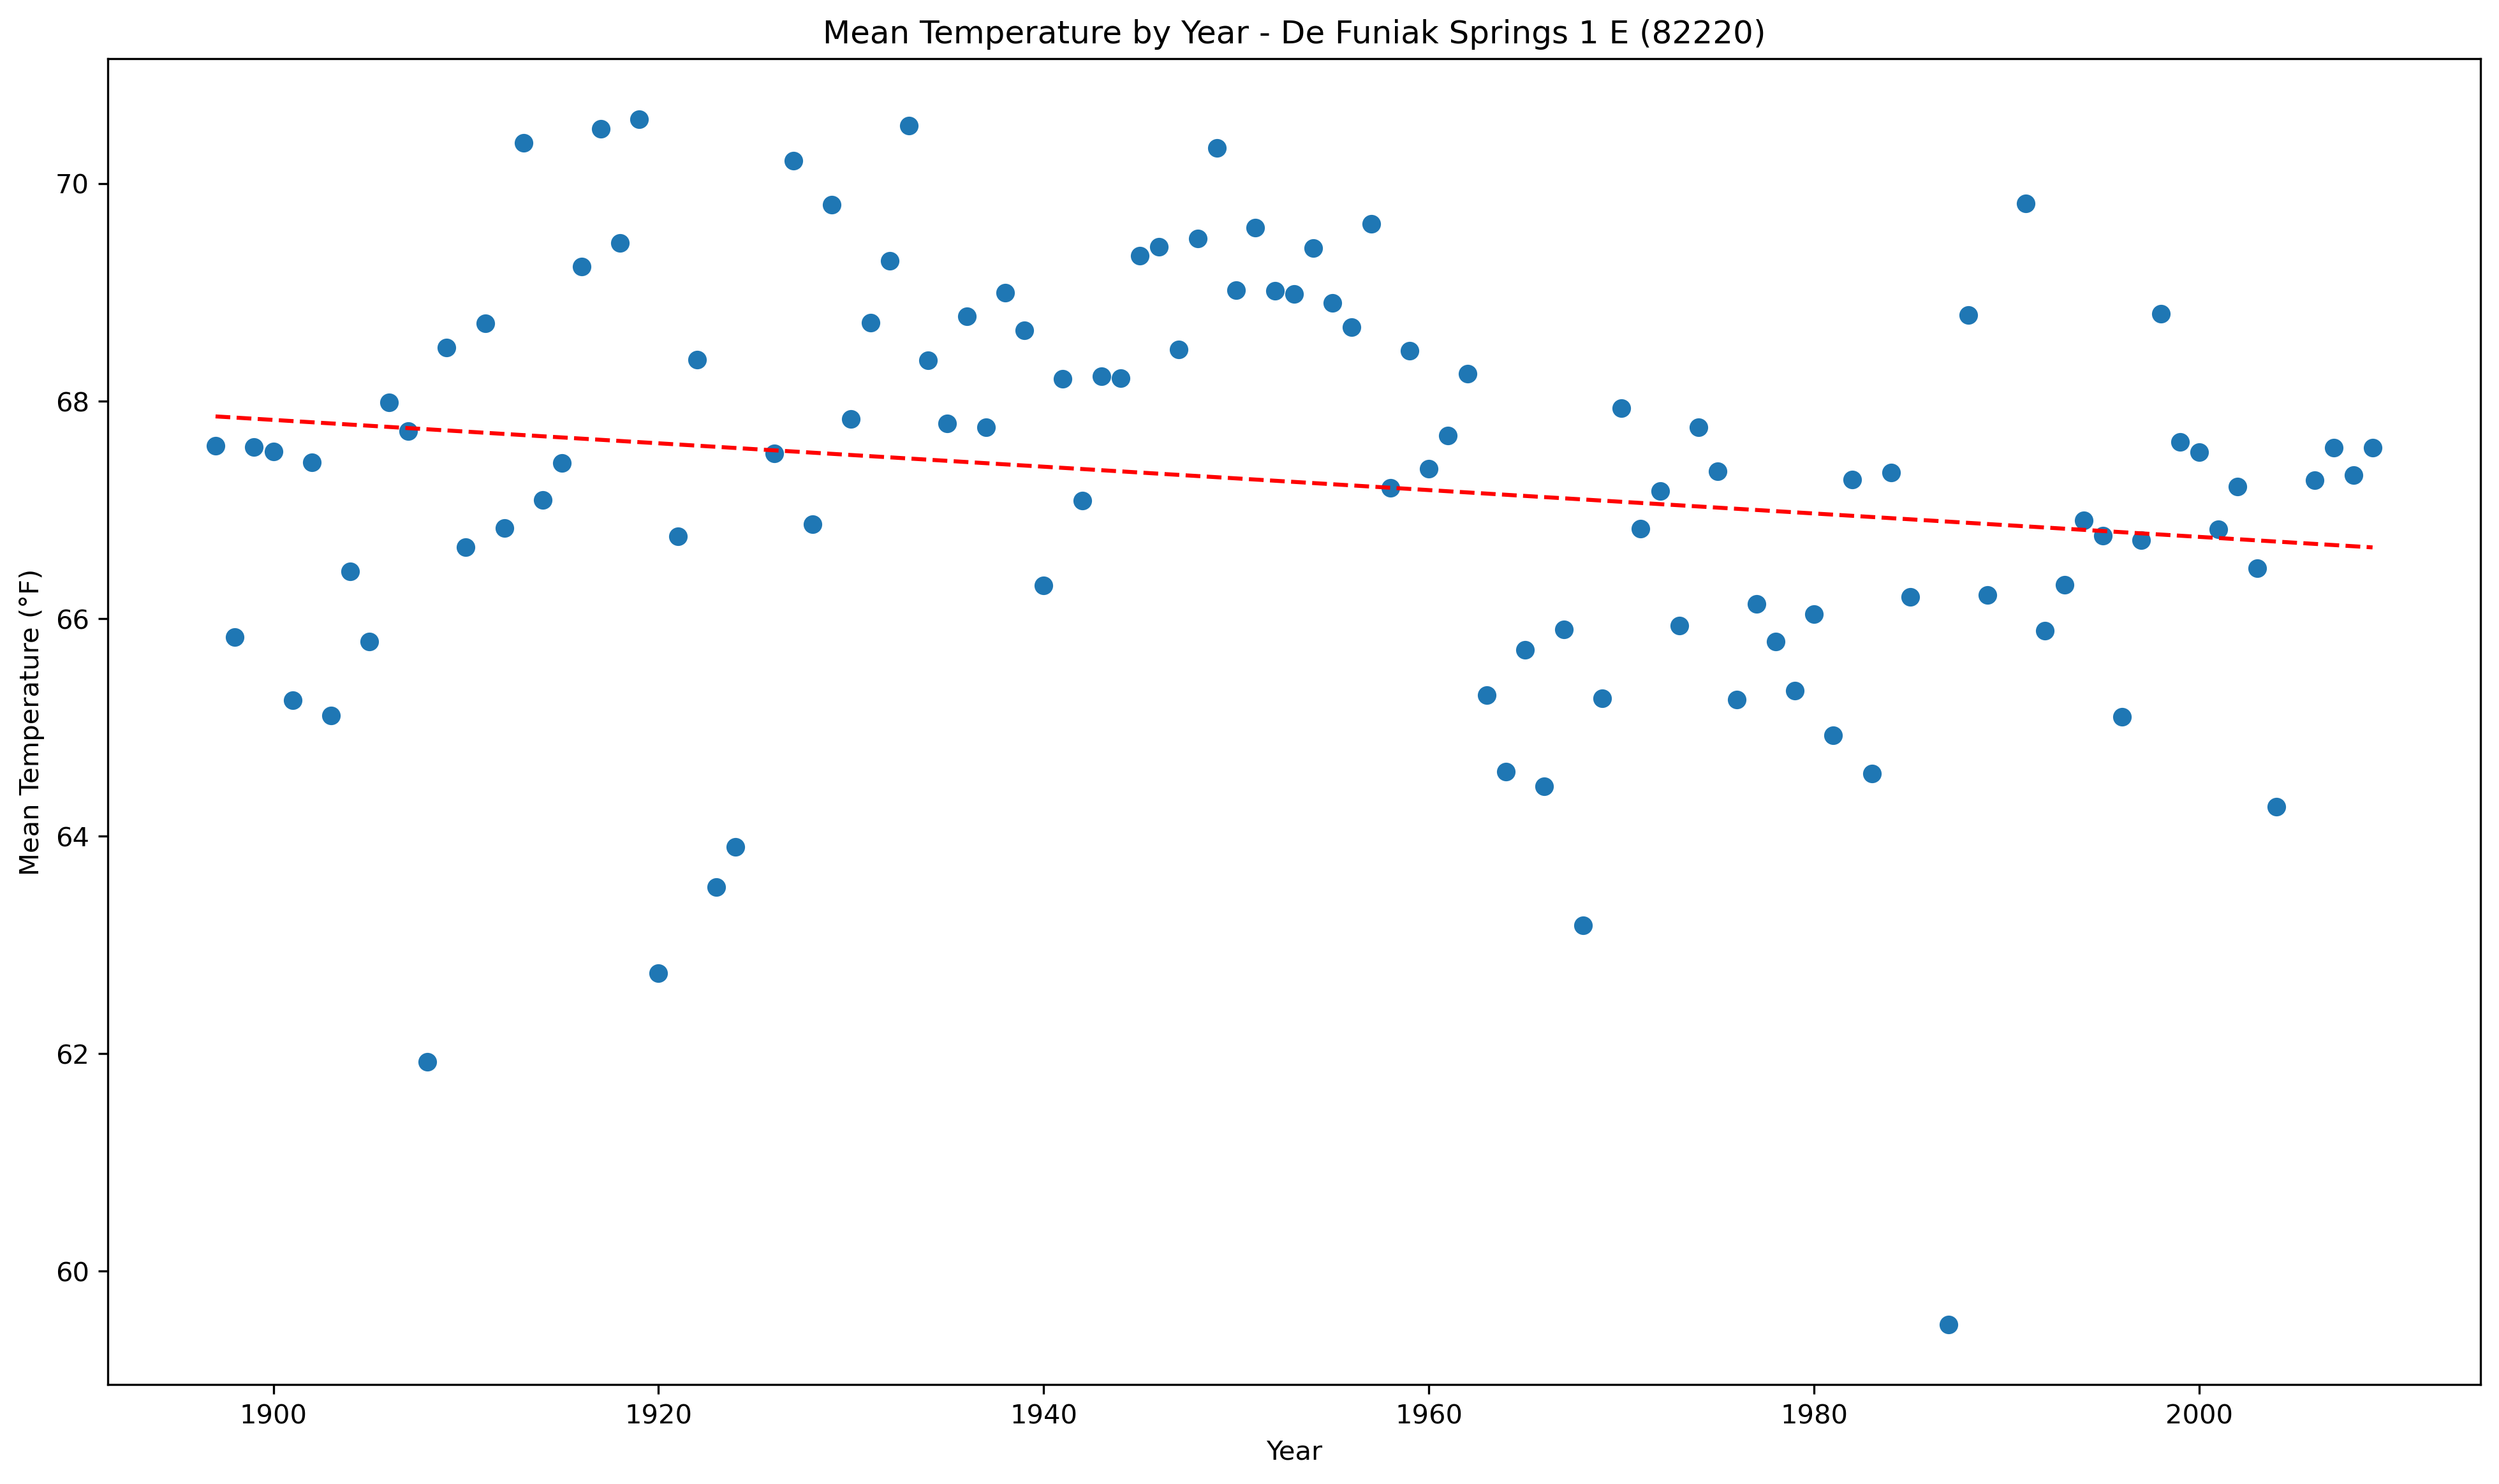 Mean Temperature by Year - De Funiak Springs 1 E (82220)
Mean Temperature (°F)
70
68
66
64
62
60
1900 1920 1940 1960 1980 2000
Year